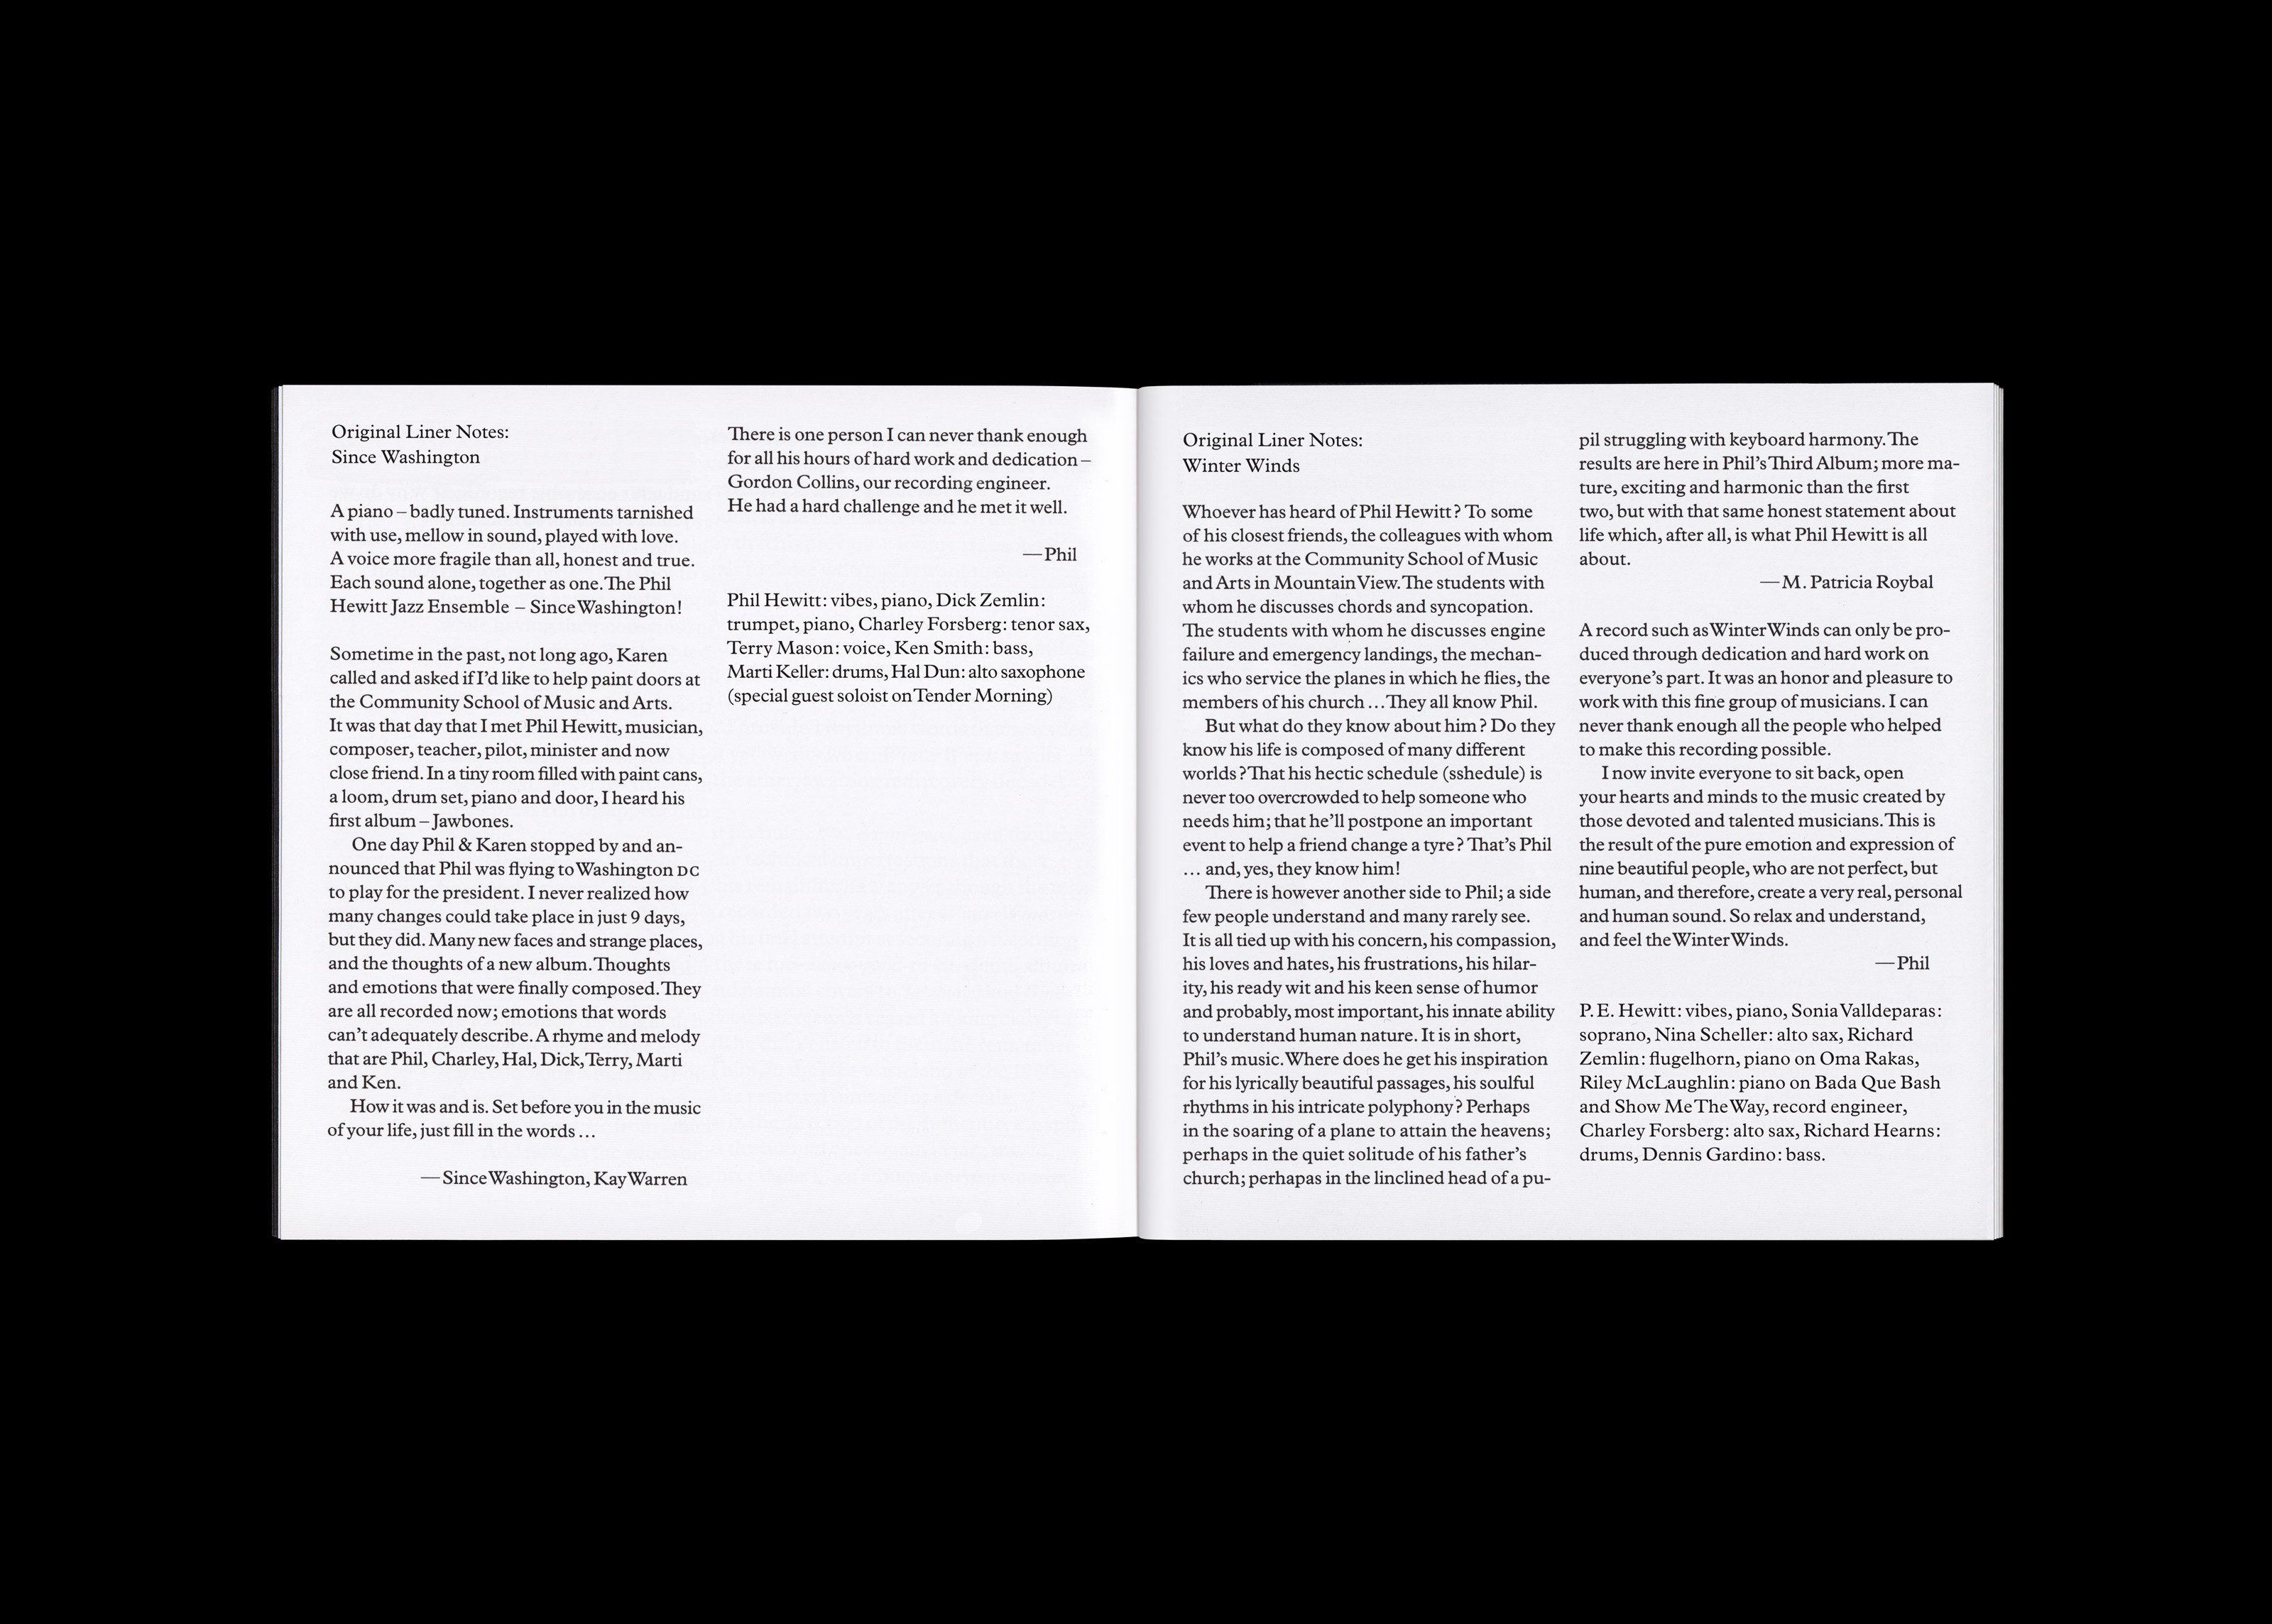 Original Liner Notes:
Since Washington
A piano – badly tuned. Instruments tarnished
with use, mellow in sound, played with love.
A voice more fragile than all, honest and true.
Each sound alone, together as one. The Phil
Hewitt Jazz Ensemble – Since Washington!
Sometime in the past, not long ago, Karen
called and asked if I’d like to help paint doors at
the Community School of Music and Arts.
It was that day that I met Phil Hewitt, musician,
composer, teacher, pilot, minister and now
close friend. In a tiny room filled with paint cans,
a loom, drum set, piano and door, I heard his
first album – Jawbones.
One day Phil & Karen stopped by and an-
nounced that Phil was flying to Washington DC
to play for the president. I never realized how
many changes could take place in just 9 days,
but they did. Many new faces and strange places,
and the thoughts of a new album. Thoughts
and emotions that were finally composed. They
are all recorded now; emotions that words
can’t adequately describe. A rhyme and melody
that are Phil, Charley, Hal, Dick, Terry, Marti
and Ken.
How it was and is. Set before you in the music
of your life, just fill in the words …
— Since Washington, Kay Warren
There is one person I can never thank enough
for all his hours of hard work and dedication –
Gordon Collins, our recording engineer.
He had a hard challenge and he met it well.
— Phil
Phil Hewitt: vibes, piano, Dick Zemlin:
trumpet, piano, Charley Forsberg: tenor sax,
Terry Mason: voice, Ken Smith: bass,
Marti Keller: drums, Hal Dun: alto saxophone
(special guest soloist on Tender Morning)
Original Liner Notes:
Winter Winds
Whoever has heard of Phil Hewitt? To some
of his closest friends, the colleagues with whom
he works at the Community School of Music
and Arts in Mountain View. The students with
whom he discusses chords and syncopation.
The students with whom he discusses engine
failure and emergency landings, the mechan-
ics who service the planes in which he flies, the
members of his church … They all know Phil.
But what do they know about him? Do they
know his life is composed of many different
worlds? That his hectic schedule (sshedule) is
never too overcrowded to help someone who
needs him; that he’ll postpone an important
event to help a friend change a tyre? That’s Phil
… and, yes, they know him!
There is however another side to Phil; a side
few people understand and many rarely see.
It is all tied up with his concern, his compassion,
his loves and hates, his frustrations, his hilar-
ity, his ready wit and his keen sense of humor
and probably, most important, his innate ability
to understand human nature. It is in short,
Phil’s music. Where does he get his inspiration
for his lyrically beautiful passages, his soulful
rhythms in his intricate polyphony? Perhaps
in the soaring of a plane to attain the heavens;
perhaps in the quiet solitude of his father’s
church; perhapas in the linclined head of a pu-
pil struggling with keyboard harmony. The
results are here in Phil’s Third Album; more ma-
ture, exciting and harmonic than the first
two, but with that same honest statement about
life which, after all, is what Phil Hewitt is all
about.
— M. Patricia Roybal
A record such as Winter Winds can only be pro-
duced through dedication and hard work on
everyone’s part. It was an honor and pleasure to
work with this fine group of musicians. I can
never thank enough all the people who helped
to make this recording possible.
I now invite everyone to sit back, open
your hearts and minds to the music created by
those devoted and talented musicians. This is
the result of the pure emotion and expression of
nine beautiful people, who are not perfect, but
human, and therefore, create a very real, personal
and human sound. So relax and understand,
and feel the Winter Winds.
— Phil
P. E. Hewitt: vibes, piano, Sonia Valldeparas:
soprano, Nina Scheller: alto sax, Richard
Zemlin: flugelhorn, piano on Oma Rakas,
Riley McLaughlin: piano on Bada Que Bash
and Show Me The Way, record engineer,
Charley Forsberg: alto sax, Richard Hearns:
drums, Dennis Gardino: bass.